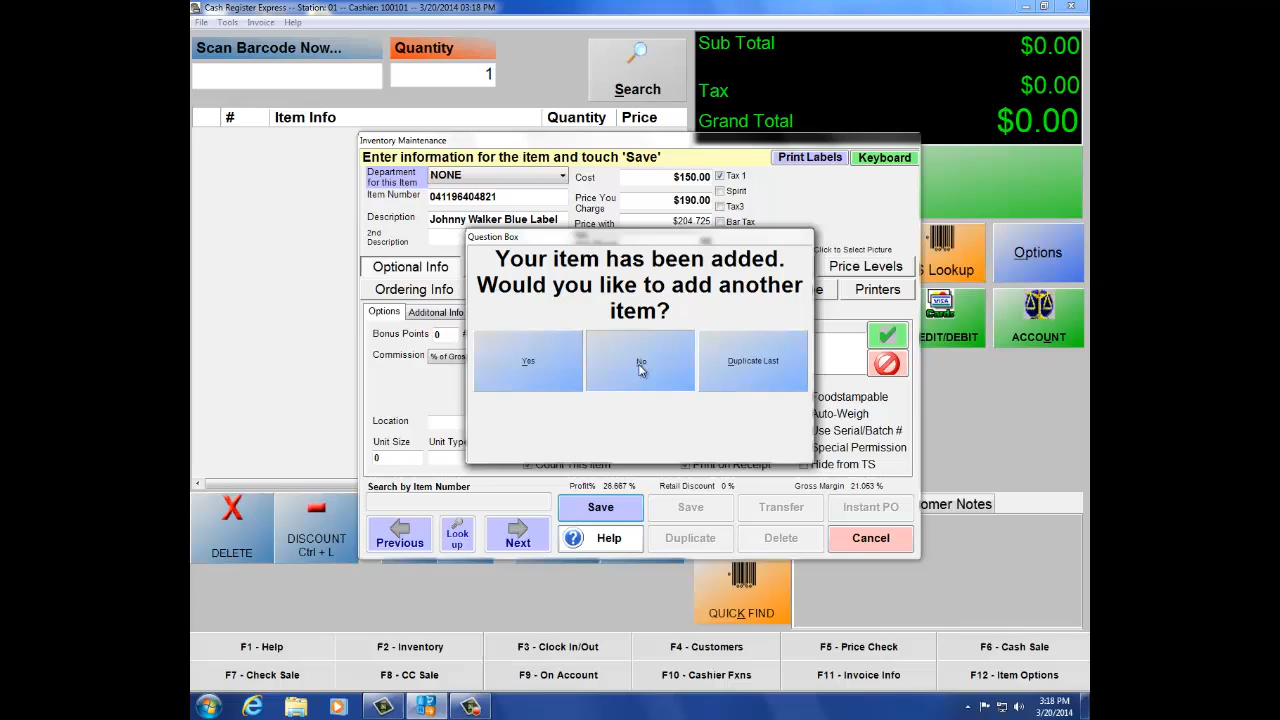 Cash Register Express -- Station: 01 -- Cashier: 100101 -- 3/20/2014 03:18 PM
File Tools Invoice Help
Scan Barcode Now...
Quantity
1
Search
Sub Total $0.00
Tax $0.00
Grand Total $0.00
# Item Info Quantity Price
Inventory Maintenance
Enter information for the item and touch 'Save'
Print Labels
Keyboard
Department for this Item
NONE
Item Number 041196404821
Description Johnny Walker Blue Label
2nd Description
Cost $150.00
Price You Charge $190.00
Price with $204.725
Tax 1
Spirit
Tax3
Bar Tax
Click to Select Picture
Optional Info
Ordering Info
Price Levels
Printers
Question Box
Your item has been added.
Would you like to add another
item?
Yes
No
Duplicate Last
Options
Additonal Info
Bonus Points 0
Commission % of Gros
Location
Unit Size Unit Type
0
Foodstampable
Auto-Weigh
Use Serial/Batch #
Special Permission
Count This Item
Print on Receipt
Hide from TS
Search by Item Number
Profit% 26.667 %
Retail Discount 0 %
Gross Margin 21.053 %
Save
Save
Transfer
Instant PO
Previous
Look up
Next
Help
Duplicate
Delete
Cancel
Lookup
Options
EDIT/DEBIT
ACCOUNT
DELETE
DISCOUNT
Ctrl + L
omer Notes
QUICK FIND
F1 - Help
F2 - Inventory
F3 - Clock In/Out
F4 - Customers
F5 - Price Check
F6 - Cash Sale
F7 - Check Sale
F8 - CC Sale
F9 - On Account
F10 - Cashier Fxns
F11 - Invoice Info
F12 - Item Options
3:18 PM
3/20/2014